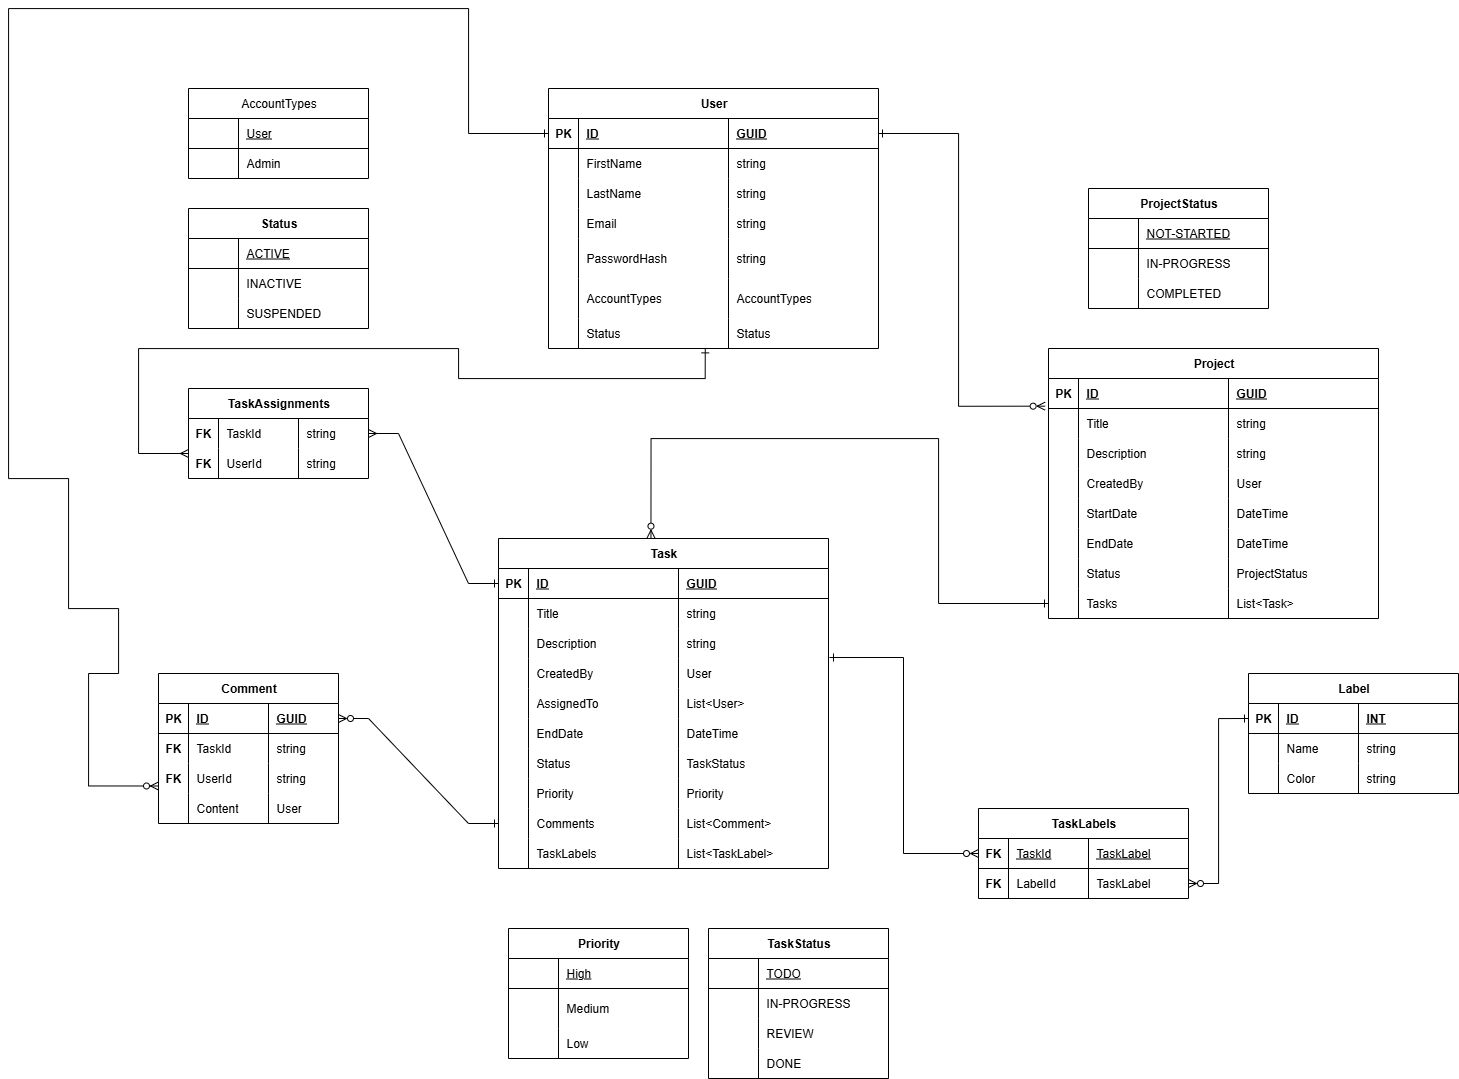 AccountTypes
User
Admin
Status
ACTIVE
INACTIVE
SUSPENDED
User
PK ID GUID
FirstName string
LastName string
Email string
PasswordHash string
AccountTypes AccountTypes
Status Status
ProjectStatus
NOT-STARTED
IN-PROGRESS
COMPLETED
Project
PK ID GUID
Title string
Description string
CreatedBy User
StartDate DateTime
EndDate DateTime
Status ProjectStatus
Tasks List<Task>
TaskAssignments
FK TaskId string
FK UserId string
Task
PK ID GUID
Title string
Description string
CreatedBy User
AssignedTo List<User>
EndDate DateTime
Status TaskStatus
Priority Priority
Comments List<Comment>
TaskLabels List<TaskLabel>
Comment
PK ID GUID
FK TaskId string
FK UserId string
Content User
Label
PK ID INT
Name string
Color string
TaskLabels
FK TaskId TaskLabel
FK LabelId TaskLabel
Priority
High
Medium
Low
TaskStatus
TODO
IN-PROGRESS
REVIEW
DONE